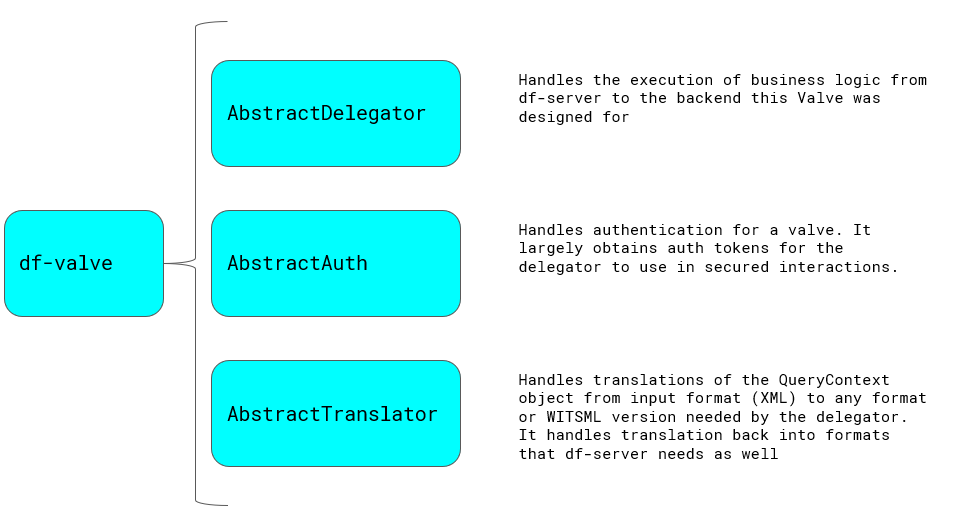 AbstractDelegator
Handles the execution of business logic from
df-server to the backend this Valve was
designed for
df-valve
AbstractAuth
Handles authentication for a valve. It
largely obtains auth tokens for the
delegator to use in secured interactions.
AbstractTranslator
Handles translations of the QueryContext
object from input format (XML) to any format
or WITSML version needed by the delegator.
It handles translation back into formats
that df-server needs as well